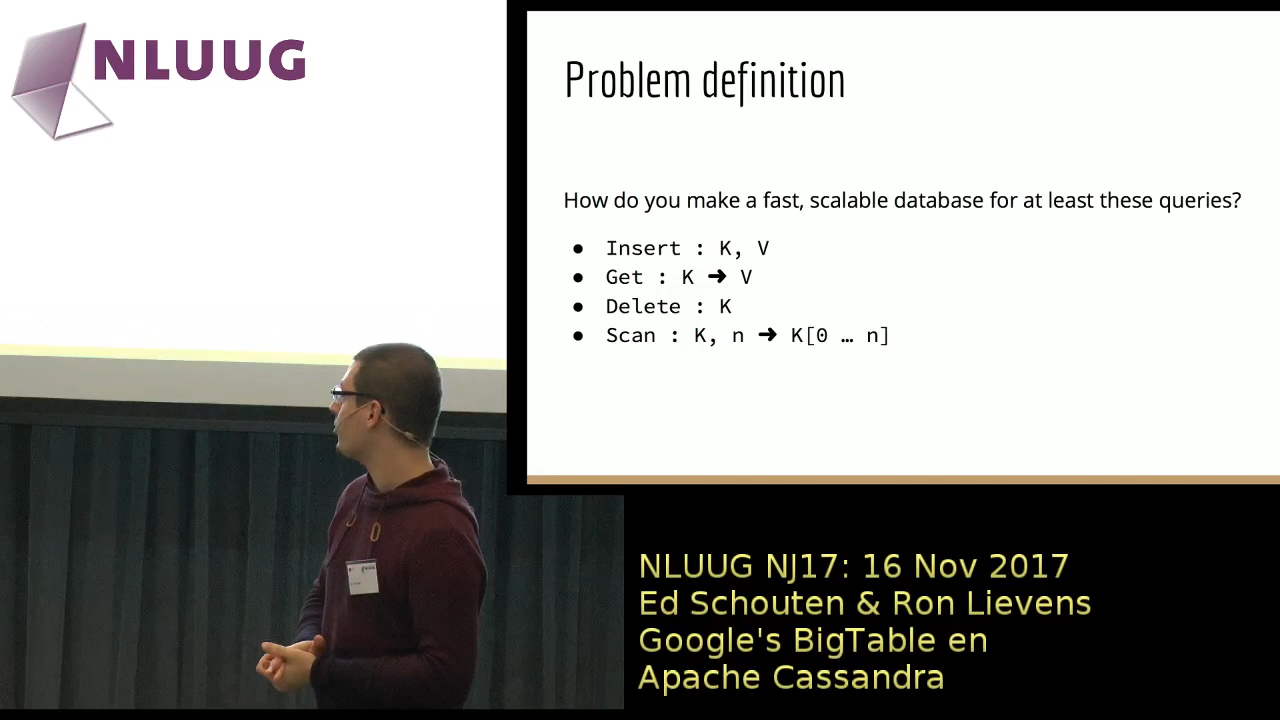 NLUUG
Problem definition
How do you make a fast, scalable database for at least these queries?
● Insert : K, V
● Get : K ➜ V
● Delete : K
● Scan : K, n ➜ K[0 … n]
NLUUG NJ17: 16 Nov 2017
Ed Schouten & Ron Lievens
Google's BigTable en
Apache Cassandra